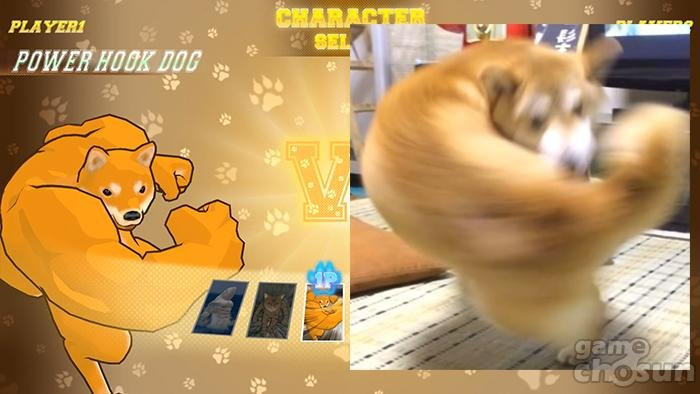 PLAYER1
CHARACTER
SEL
POWER HOOK DOG
V
1P
game
chosun